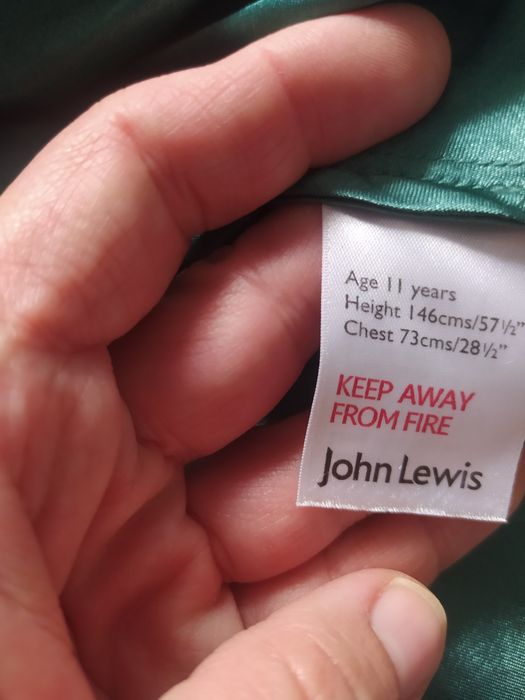 Age 11 years
Height 146cms/57½"
Chest 73cms/28½"
KEEP AWAY
FROM FIRE
John Lewis